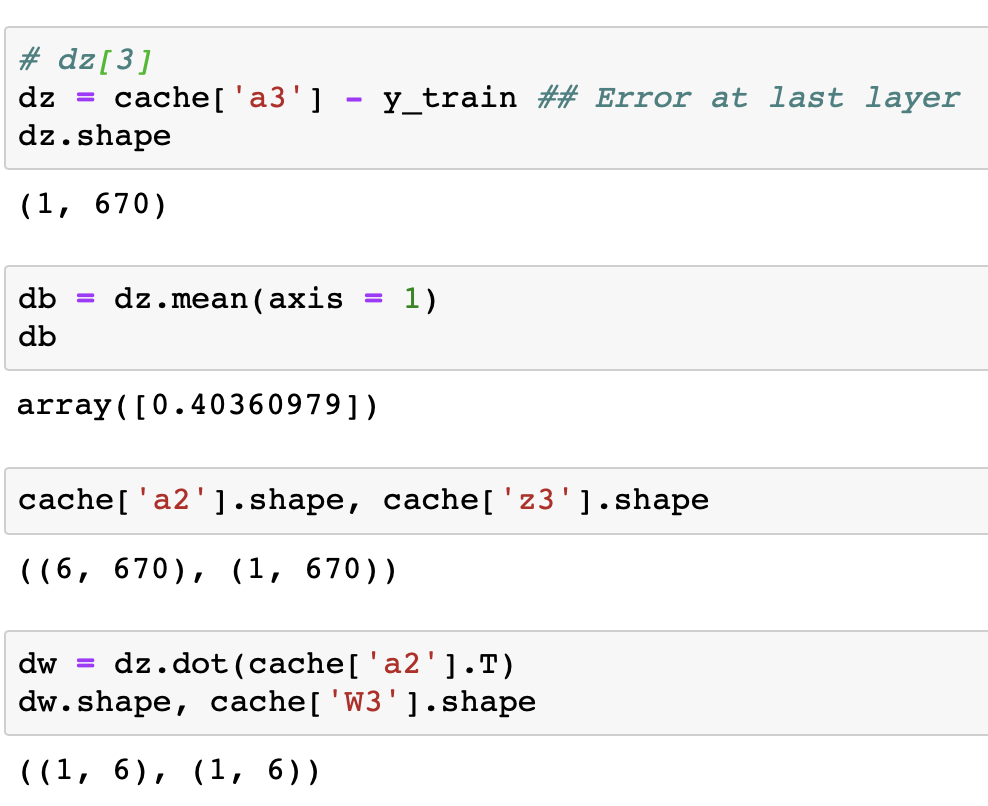 # dz[3]
dz = cache['a3'] - y_train ## Error at last layer
dz.shape
(1, 670)
db = dz.mean(axis = 1)
db
array([0.40360979])
cache['a2'].shape, cache['z3'].shape
((6, 670), (1, 670))
dw = dz.dot(cache['a2'].T)
dw.shape, cache['W3'].shape
((1, 6), (1, 6))